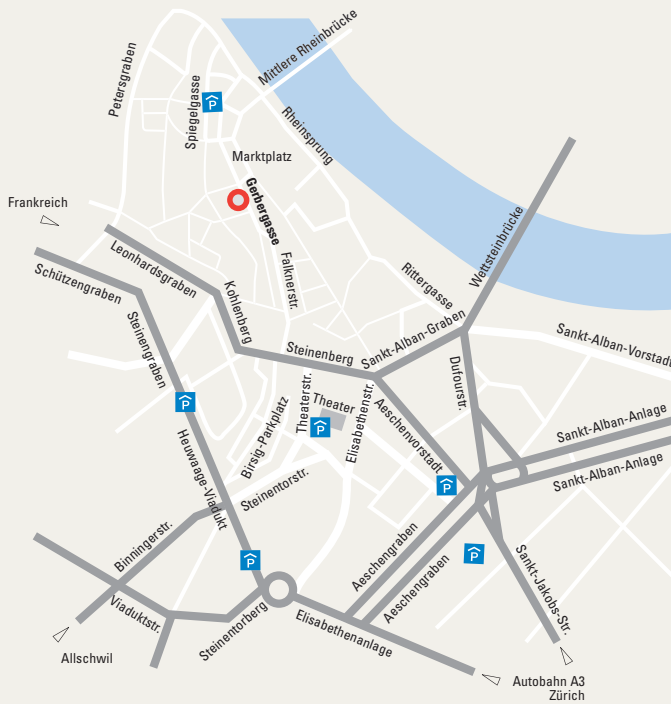 Petersgraben
Spiegelgasse
Mittlere Rheinbrücke
P
Rheinsprung
Marktplatz
Gerbergasse
Frankreich
Wettsteinbrücke
Schützengraben
Leonhardsgraben
Falknerstr.
Rittergasse
Kohlenberg
Steinengraben
Steinenberg
Sankt-Alban-Graben
Sankt-Alban-Vorstadt
Dufourstr.
P
Birsig-Parkplatz
Theaterstr.
Theater
P
Elisabethenstr.
Aeschenvorstadt
Sankt-Alban-Anlage
Sankt-Alban-Anlage
Heuwaage-Viadukt
Steinentorstr.
P
Binningerstr.
P
Aeschengraben
Aeschengraben
P
Sankt-Jakobs-Str.
Viaduktstr.
Steinentorberg
Elisabethenanlage
Allschwil
Autobahn A3
Zürich